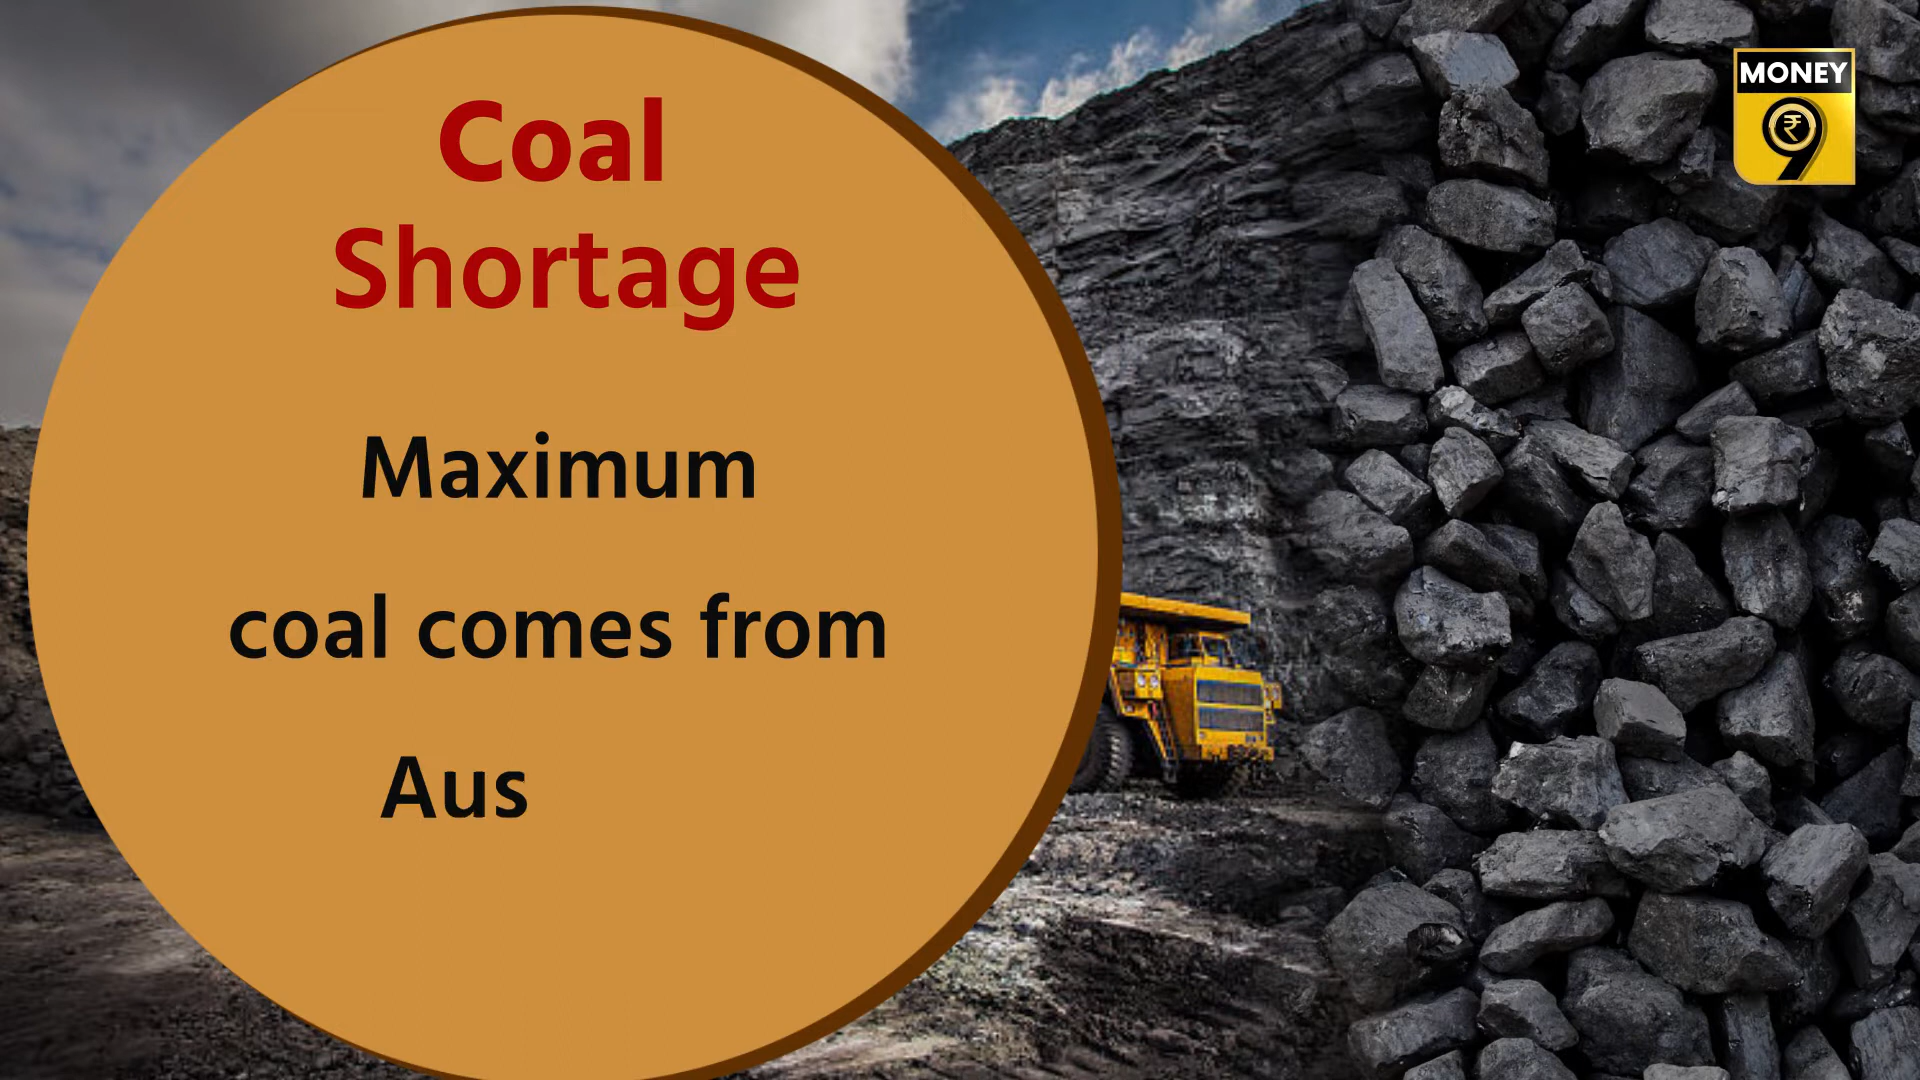 Coal
Shortage
Maximum
coal comes from
Aus
MONEY
₹
9